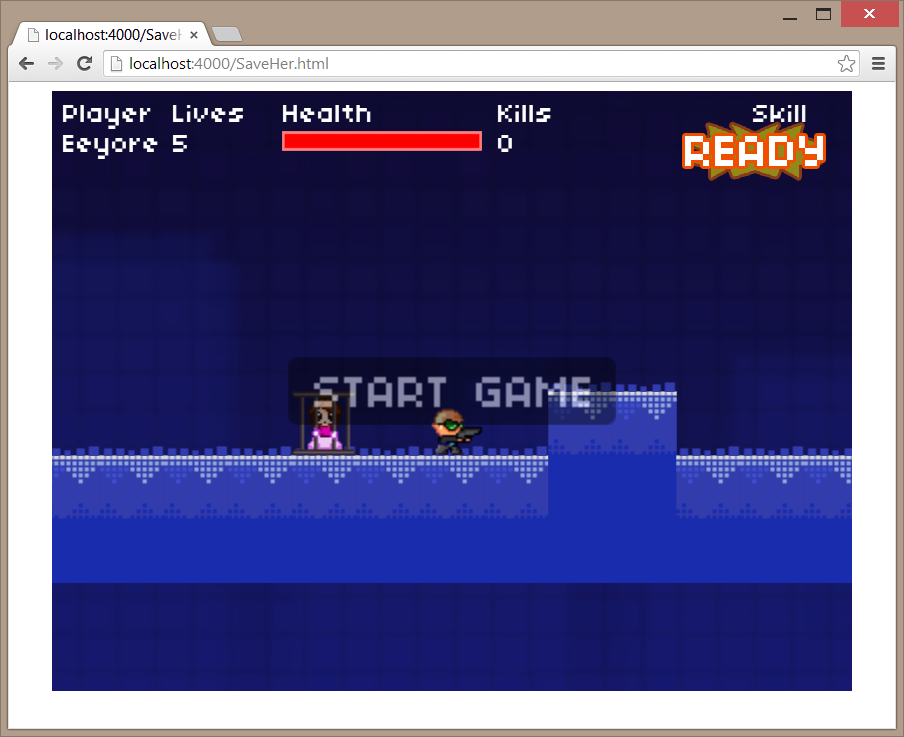 localhost:4000/SaveH
localhost:4000/SaveHer.html
Player Lives Health Kills Skill
Eeyore 5 0 READY
START GAME